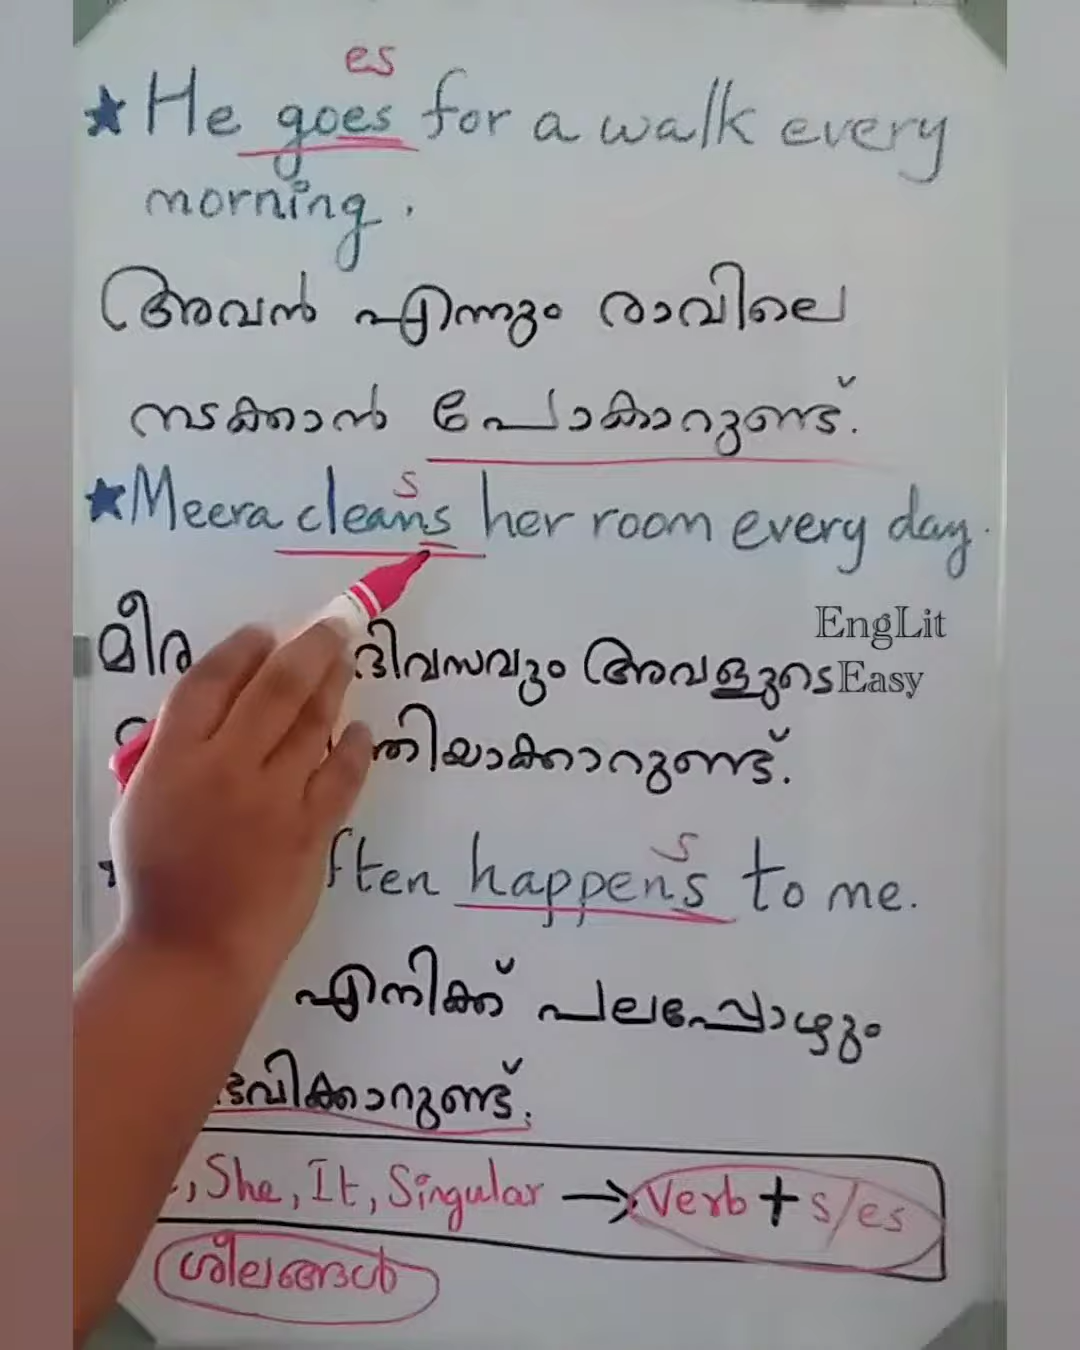 es
★ He goes for a walk every
morning.
അവൻ എന്നും രാവിലെ
നടക്കാൻ പോകാറുണ്ട്.
s
★ Meera cleans her room every day.
EngLit
മീര ദിവസവും അവളുടെ
Easy
ത്തിയാക്കാറുണ്ട്.
s
ften happens to me.
എനിക്ക് പലപ്പോഴും
ഭവിക്കാറുണ്ട്.
, She, It, Singular → Verb + s/es
ശീലങ്ങൾ